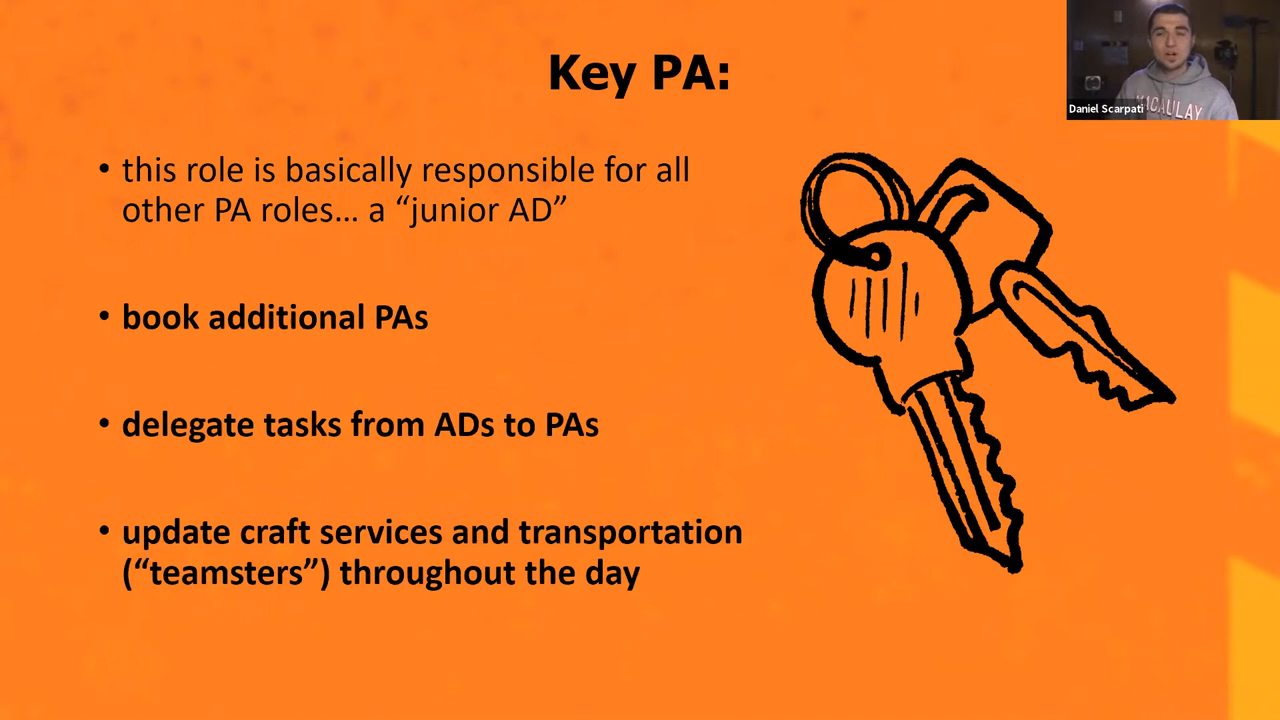 Key PA:
Daniel Scarpati
MACAULAY
• this role is basically responsible for all
other PA roles... a “junior AD”
• book additional PAs
• delegate tasks from ADs to PAs
• update craft services and transportation
(“teamsters”) throughout the day